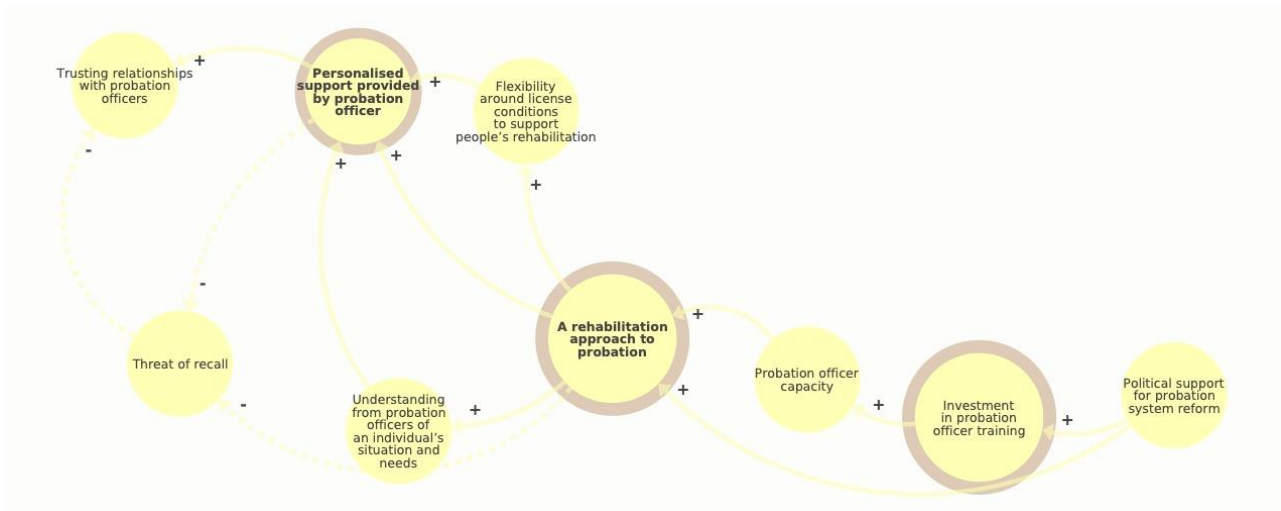 Trusting relationships
with probation
officers
+
Personalised
support provided
by probation
officer
+
Flexibility
around license
conditions
to support
people's rehabilitation
-
+
+
+
-
A rehabilitation
approach to
probation
+
Threat of recall
-
Understanding
from probation
officers of
an individual's
situation and
needs
+
+
Probation officer
capacity
+
Investment
in probation
officer training
+
Political support
for probation
system reform